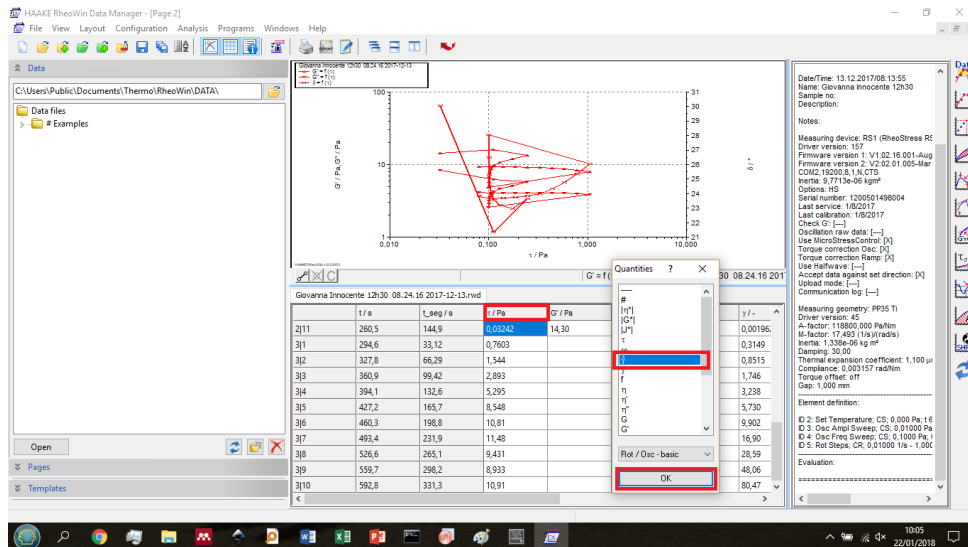 HAAKE RheoWin Data Manager - [Page 2]
File View Layout Configuration Analysis Programs Windows Help
Data
C:\Users\Public\Documents\Thermo\RheoWin\DATA\
Data files
# Examples
Open
Pages
Templates
Giovanna Innocente 12h30 08.24.16 2017-12-13
G' = f (τ)
G'' = f (τ)
δ = f (τ)
100
10
1
G' / Pa, G'' / Pa
31
30
29
28
27
26
25
24
23
22
21
δ / °
0,010 0,100 1,000 10,000
τ / Pa
G' = f (
30 08.24.16 201
Giovanna Innocente 12h30 08.24.16 2017-12-13.rwd
t / s t_seg / s τ / Pa G' / Pa γ / -
2|11 260,5 144,9 0,03242 14,30 0,00196
3|1 294,6 33,12 0,7603 0,3149
3|2 327,8 66,29 1,544 0,8515
3|3 360,9 99,42 2,893 1,746
3|4 394,1 132,6 5,295 3,238
3|5 427,2 165,7 8,548 5,730
3|6 460,3 198,8 10,81 9,902
3|7 493,4 231,9 11,48 16,90
3|8 526,6 265,1 9,431 28,59
3|9 559,7 298,2 8,933 48,06
3|10 592,8 331,3 10,91 80,47
Quantities ? X
----
#
|η*|
|G*|
|J*|
τ
f
η
η'
η"
G
G'
Rot / Osc - basic
OK
Date/Time: 13.12.2017/08:13:55
Name: Giovanna Innocente 12h30
Sample no:
Description:
Notes:
Measuring device: RS1 (RheoStress RS
Driver version: 157
Firmware version 1: V1:02.16.001-Aug
Firmware version 2: V2:02.01.005-Mar
COM2,19200,8,1,N,CTS
Inertia: 9,7713e-06 kgm²
Options: HS
Serial number: 1200501498004
Last service: 1/8/2017
Last calibration: 1/8/2017
Check G': [---]
Oscillation raw data: [---]
Use MicroStressControl: [X]
Torque correction Osc: [X]
Torque correction Ramp: [X]
Use Halfwave: [---]
Accept data against set direction: [X]
Upload mode: [---]
Communication log: [---]
Measuring geometry: PP35 Ti
Driver version: 45
A-factor: 118800,000 Pa/Nm
M-factor: 17,493 (1/s)/(rad/s)
Inertia: 1,338e-06 kg m²
Damping: 30,00
Thermal expansion coefficient: 1,100 µ
Compliance: 0,003157 rad/Nm
Torque offset: off
Gap: 1,000 mm
Element definition:
ID 2: Set Temperature; CS; 0,000 Pa; t 6
ID 3: Osc Ampl Sweep; CS; 0,01000 Pa
ID 4: Osc Freq Sweep; CS; 0,1000 Pa;
ID 5: Rot Steps; CR; 0,01000 1/s - 1,000
Evaluation:
Dat
10:05
22/01/2018